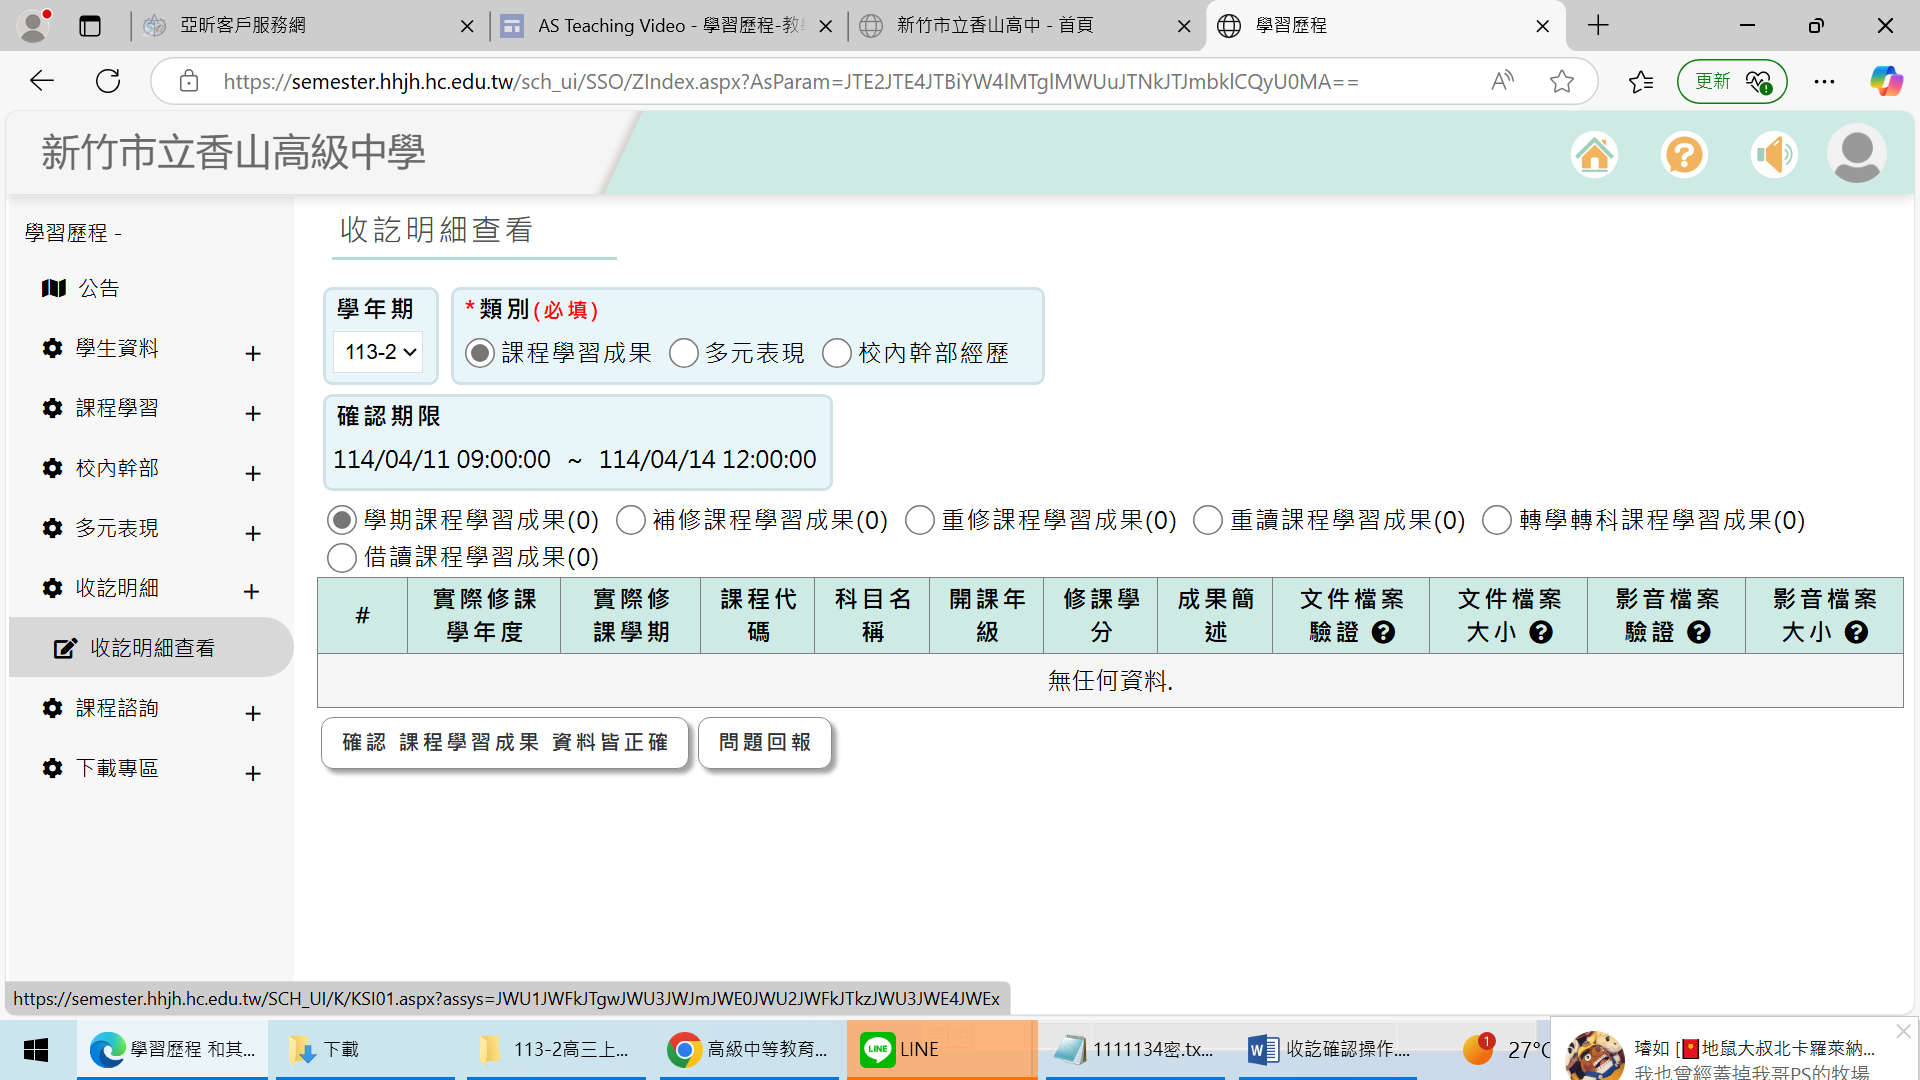 亞昕客戶服務網
AS Teaching Video - 學習歷程-教
新竹市立香山高中 - 首頁
學習歷程
https://semester.hhjh.hc.edu.tw/sch_ui/SSO/ZIndex.aspx?AsParam=JTE2JTE4JTBiYW4lMTglMWUuJTNkJTJmbklCQyU0MA==
更新
新竹市立香山高級中學
學習歷程 -
公告
學生資料 +
課程學習 +
校內幹部 +
多元表現 +
收訖明細 +
收訖明細查看
課程諮詢 +
下載專區 +
收訖明細查看
學年期
113-2
*類別(必填)
課程學習成果 多元表現 校內幹部經歷
確認期限
114/04/11 09:00:00 ~ 114/04/14 12:00:00
學期課程學習成果(0) 補修課程學習成果(0) 重修課程學習成果(0) 重讀課程學習成果(0) 轉學轉科課程學習成果(0)
借讀課程學習成果(0)
# 實際修課學年度 實際修課學期 課程代碼 科目名稱 開課年級 修課學分 成果簡述 文件檔案驗證 文件檔案大小 影音檔案驗證 影音檔案大小
無任何資料.
確認 課程學習成果 資料皆正確 問題回報
https://semester.hhjh.hc.edu.tw/SCH_UI/K/KSI01.aspx?assys=JWU1JWFkJTgwJWU3JWJmJWE0JWU2JWFkJTkzJWU3JWE4JWEx
學習歷程 和其...
下載
113-2高三上...
高級中等教育...
LINE
1111134密.tx...
收訖確認操作....
1
27°C
璿如 [🧧地鼠大叔北卡羅萊納...
我也曾經蓋掉我哥PS的牧場